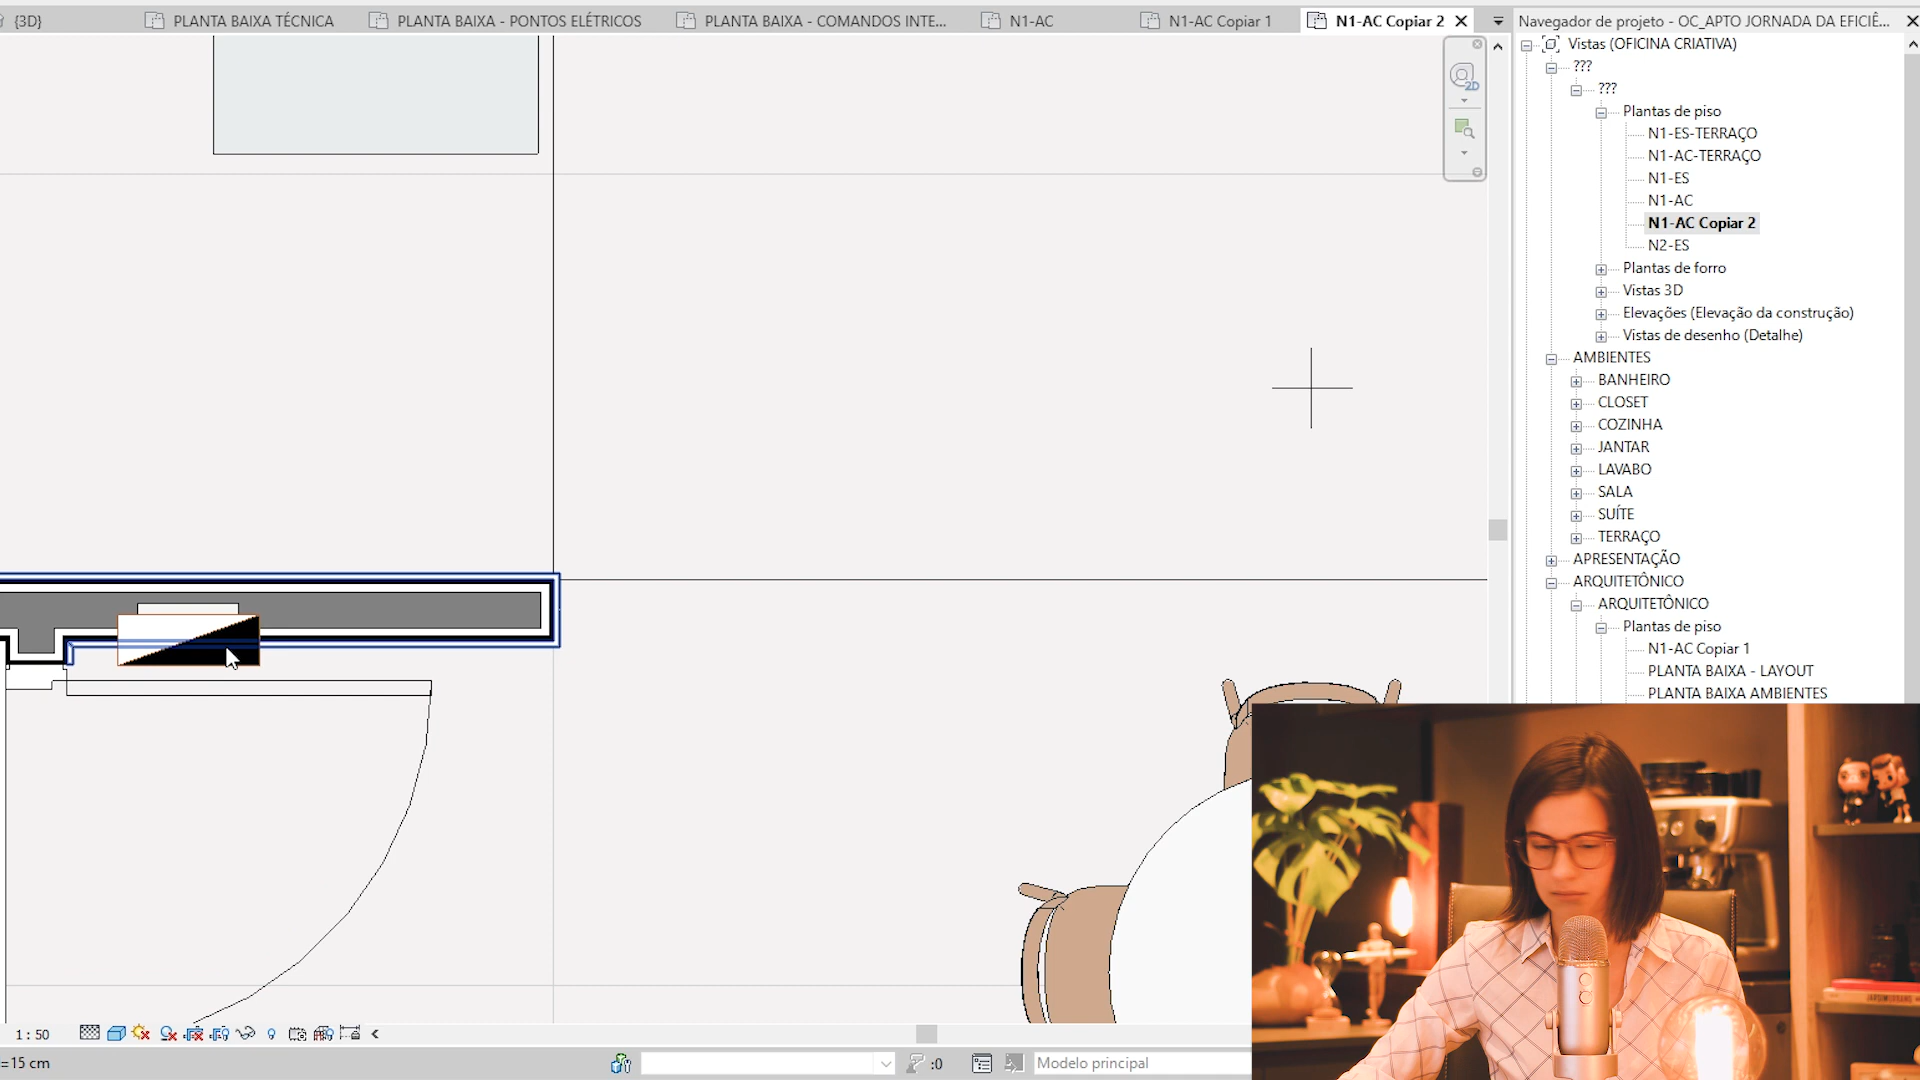 {3D}
PLANTA BAIXA TÉCNICA
PLANTA BAIXA - PONTOS ELÉTRICOS
PLANTA BAIXA - COMANDOS INTE...
N1-AC
N1-AC Copiar 1
N1-AC Copiar 2
Navegador de projeto - OC_APTO JORNADA DA EFICIÊ...
2D
Vistas (OFICINA CRIATIVA)
???
???
Plantas de piso
N1-ES-TERRAÇO
N1-AC-TERRAÇO
N1-ES
N1-AC
N1-AC Copiar 2
N2-ES
Plantas de forro
Vistas 3D
Elevações (Elevação da construção)
Vistas de desenho (Detalhe)
AMBIENTES
BANHEIRO
CLOSET
COZINHA
JANTAR
LAVABO
SALA
SUÍTE
TERRAÇO
APRESENTAÇÃO
ARQUITETÔNICO
ARQUITETÔNICO
Plantas de piso
N1-AC Copiar 1
PLANTA BAIXA - LAYOUT
PLANTA BAIXA AMBIENTES
1 : 50
=15 cm
:0
Modelo principal